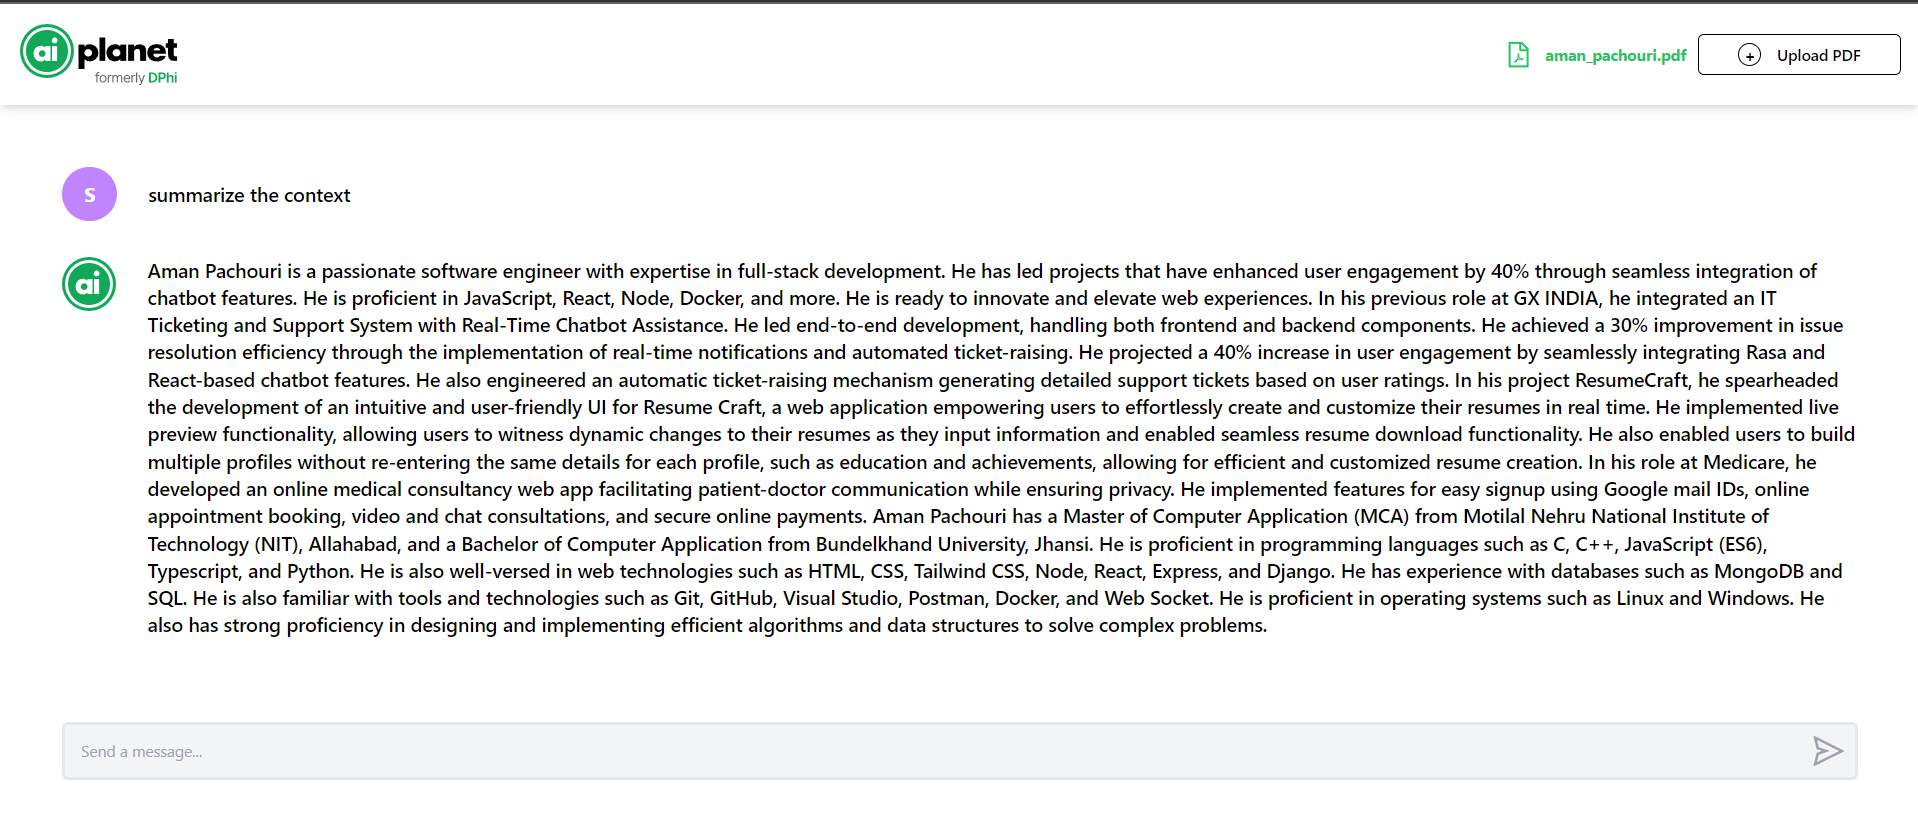 ai planet
formerly DPhi
aman_pachouri.pdf
+ Upload PDF
S
summarize the context
ai
Aman Pachouri is a passionate software engineer with expertise in full-stack development. He has led projects that have enhanced user engagement by 40% through seamless integration of
chatbot features. He is proficient in JavaScript, React, Node, Docker, and more. He is ready to innovate and elevate web experiences. In his previous role at GX INDIA, he integrated an IT
Ticketing and Support System with Real-Time Chatbot Assistance. He led end-to-end development, handling both frontend and backend components. He achieved a 30% improvement in issue
resolution efficiency through the implementation of real-time notifications and automated ticket-raising. He projected a 40% increase in user engagement by seamlessly integrating Rasa and
React-based chatbot features. He also engineered an automatic ticket-raising mechanism generating detailed support tickets based on user ratings. In his project ResumeCraft, he spearheaded
the development of an intuitive and user-friendly UI for Resume Craft, a web application empowering users to effortlessly create and customize their resumes in real time. He implemented live
preview functionality, allowing users to witness dynamic changes to their resumes as they input information and enabled seamless resume download functionality. He also enabled users to build
multiple profiles without re-entering the same details for each profile, such as education and achievements, allowing for efficient and customized resume creation. In his role at Medicare, he
developed an online medical consultancy web app facilitating patient-doctor communication while ensuring privacy. He implemented features for easy signup using Google mail IDs, online
appointment booking, video and chat consultations, and secure online payments. Aman Pachouri has a Master of Computer Application (MCA) from Motilal Nehru National Institute of
Technology (NIT), Allahabad, and a Bachelor of Computer Application from Bundelkhand University, Jhansi. He is proficient in programming languages such as C, C++, JavaScript (ES6),
Typescript, and Python. He is also well-versed in web technologies such as HTML, CSS, Tailwind CSS, Node, React, Express, and Django. He has experience with databases such as MongoDB and
SQL. He is also familiar with tools and technologies such as Git, GitHub, Visual Studio, Postman, Docker, and Web Socket. He is proficient in operating systems such as Linux and Windows. He
also has strong proficiency in designing and implementing efficient algorithms and data structures to solve complex problems.
Send a message...